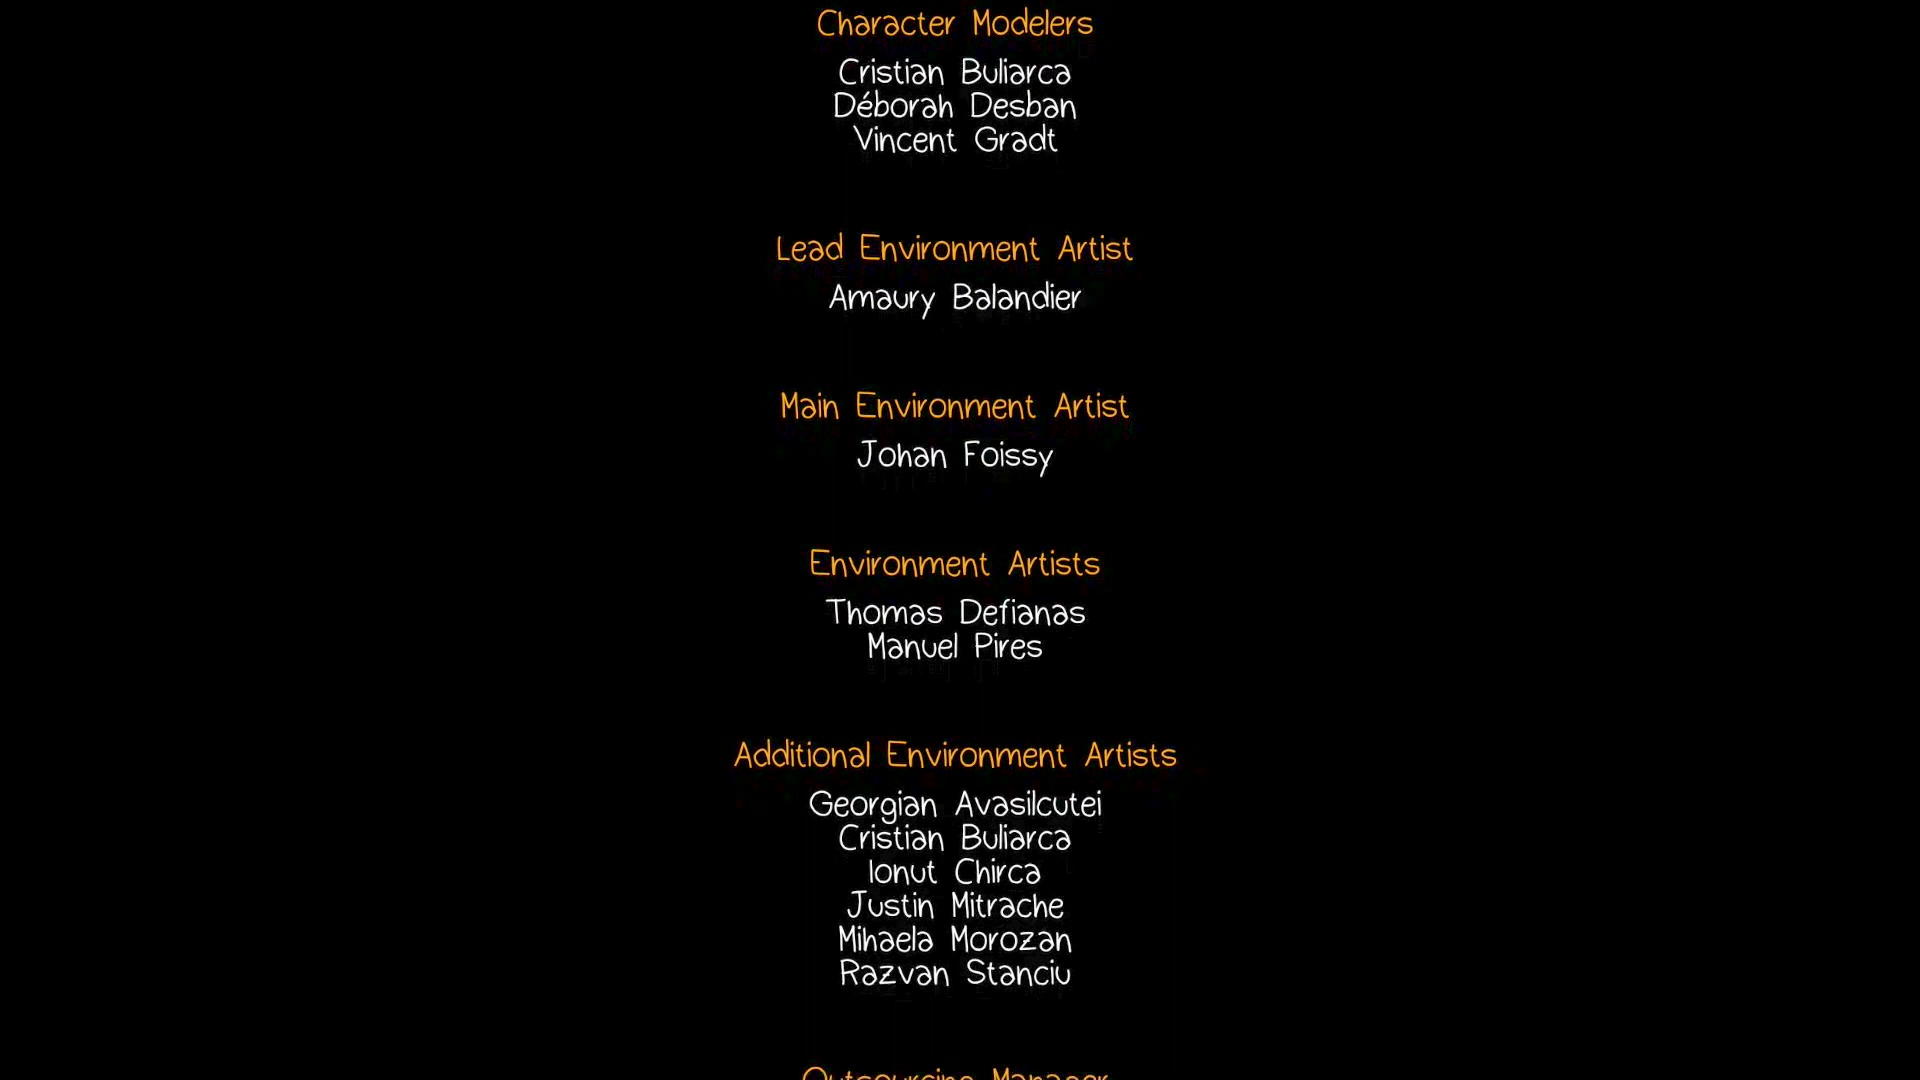 Character Modelers
Cristian Buliarca
Déborah Desban
Vincent Gradt
Lead Environment Artist
Amaury Balandier
Main Environment Artist
Johan Foissy
Environment Artists
Thomas Defianas
Manuel Pires
Additional Environment Artists
Georgian Avasilcutei
Cristian Buliarca
Ionut Chirca
Justin Mitrache
Mihaela Morozan
Razvan Stanciu
Outsourcing Manager